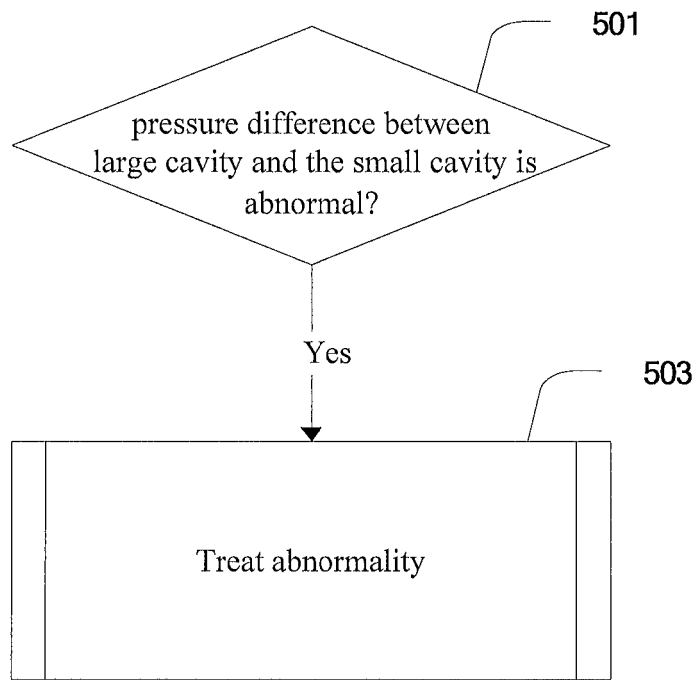 501
pressure difference between
large cavity and the small cavity is
abnormal?
Yes
503
Treat abnormality